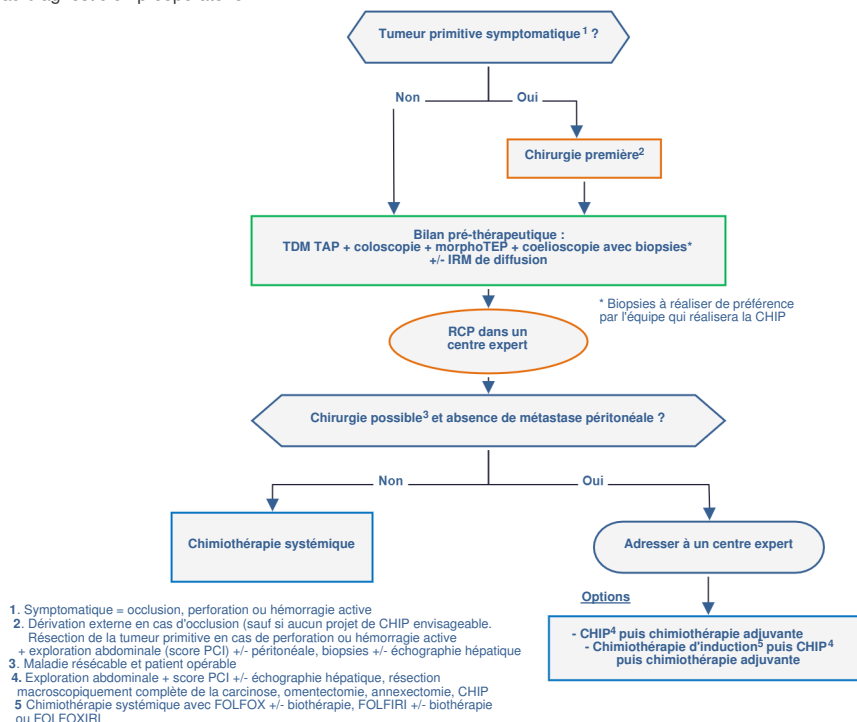 Tumeur primitive symptomatique1 ?
Non
Oui
Chirurgie première2
Bilan pré-thérapeutique :
TDM TAP + coloscopie + morphoTEP + coelioscopie avec biopsies*
+/- IRM de diffusion
* Biopsies à réaliser de préférence
par l'équipe qui réalisera la CHIP
RCP dans un
centre expert
Chirurgie possible3 et absence de métastase péritonéale ?
Non
Oui
Chimiothérapie systémique
Adresser à un centre expert
Options
- CHIP4 puis chimiothérapie adjuvante
- Chimiothérapie d'induction5 puis CHIP4
puis chimiothérapie adjuvante
1. Symptomatique = occlusion, perforation ou hémorragie active
2. Dérivation externe en cas d'occlusion (sauf si aucun projet de CHIP envisageable.
Résection de la tumeur primitive en cas de perforation ou hémorragie active
+ exploration abdominale (score PCI) +/- péritonéale, biopsies +/- échographie hépatique
3. Maladie résécable et patient opérable
4. Exploration abdominale + score PCI +/- échographie hépatique, résection
macroscopiquement complète de la carcinose, omentectomie, annexectomie, CHIP
5 Chimiothérapie systémique avec FOLFOX +/- biothérapie, FOLFIRI +/- biothérapie
ou FOLFOXIRI